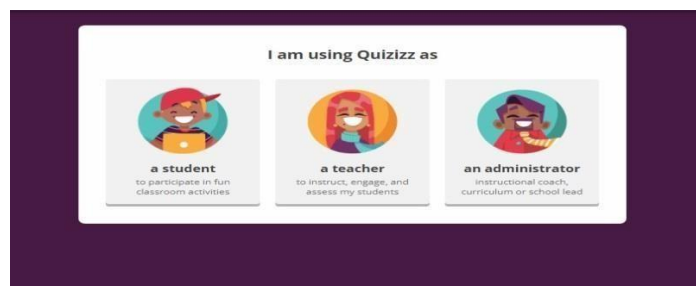 I am using Quizizz as
a student
to participate in fun
classroom activities
a teacher
to instruct, engage, and
assess my students
an administrator
instructional coach,
curriculum or school lead